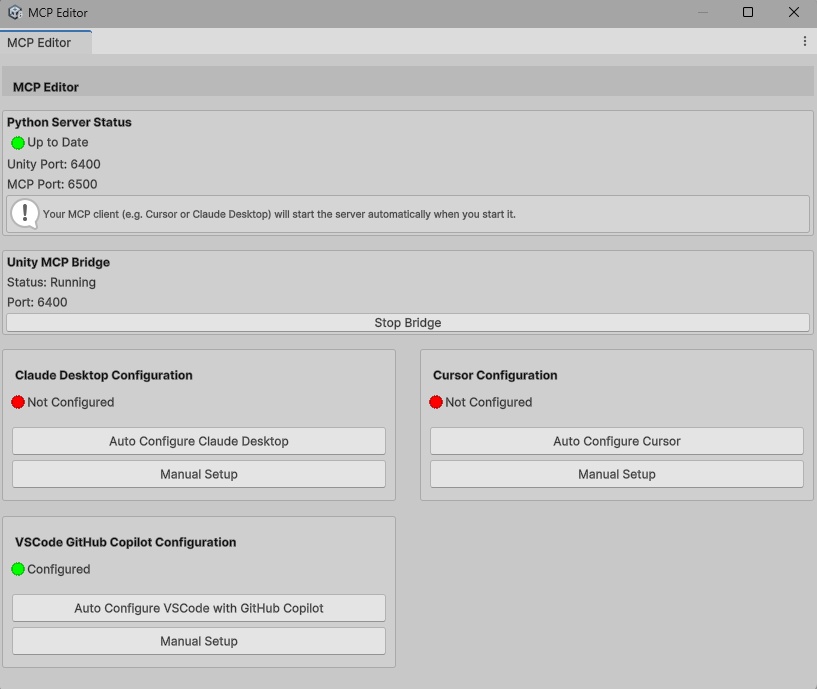 MCP Editor
MCP Editor
MCP Editor
Python Server Status
Up to Date
Unity Port: 6400
MCP Port: 6500
Your MCP client (e.g. Cursor or Claude Desktop) will start the server automatically when you start it.
Unity MCP Bridge
Status: Running
Port: 6400
Stop Bridge
Claude Desktop Configuration
Not Configured
Auto Configure Claude Desktop
Manual Setup
Cursor Configuration
Not Configured
Auto Configure Cursor
Manual Setup
VSCode GitHub Copilot Configuration
Configured
Auto Configure VSCode with GitHub Copilot
Manual Setup